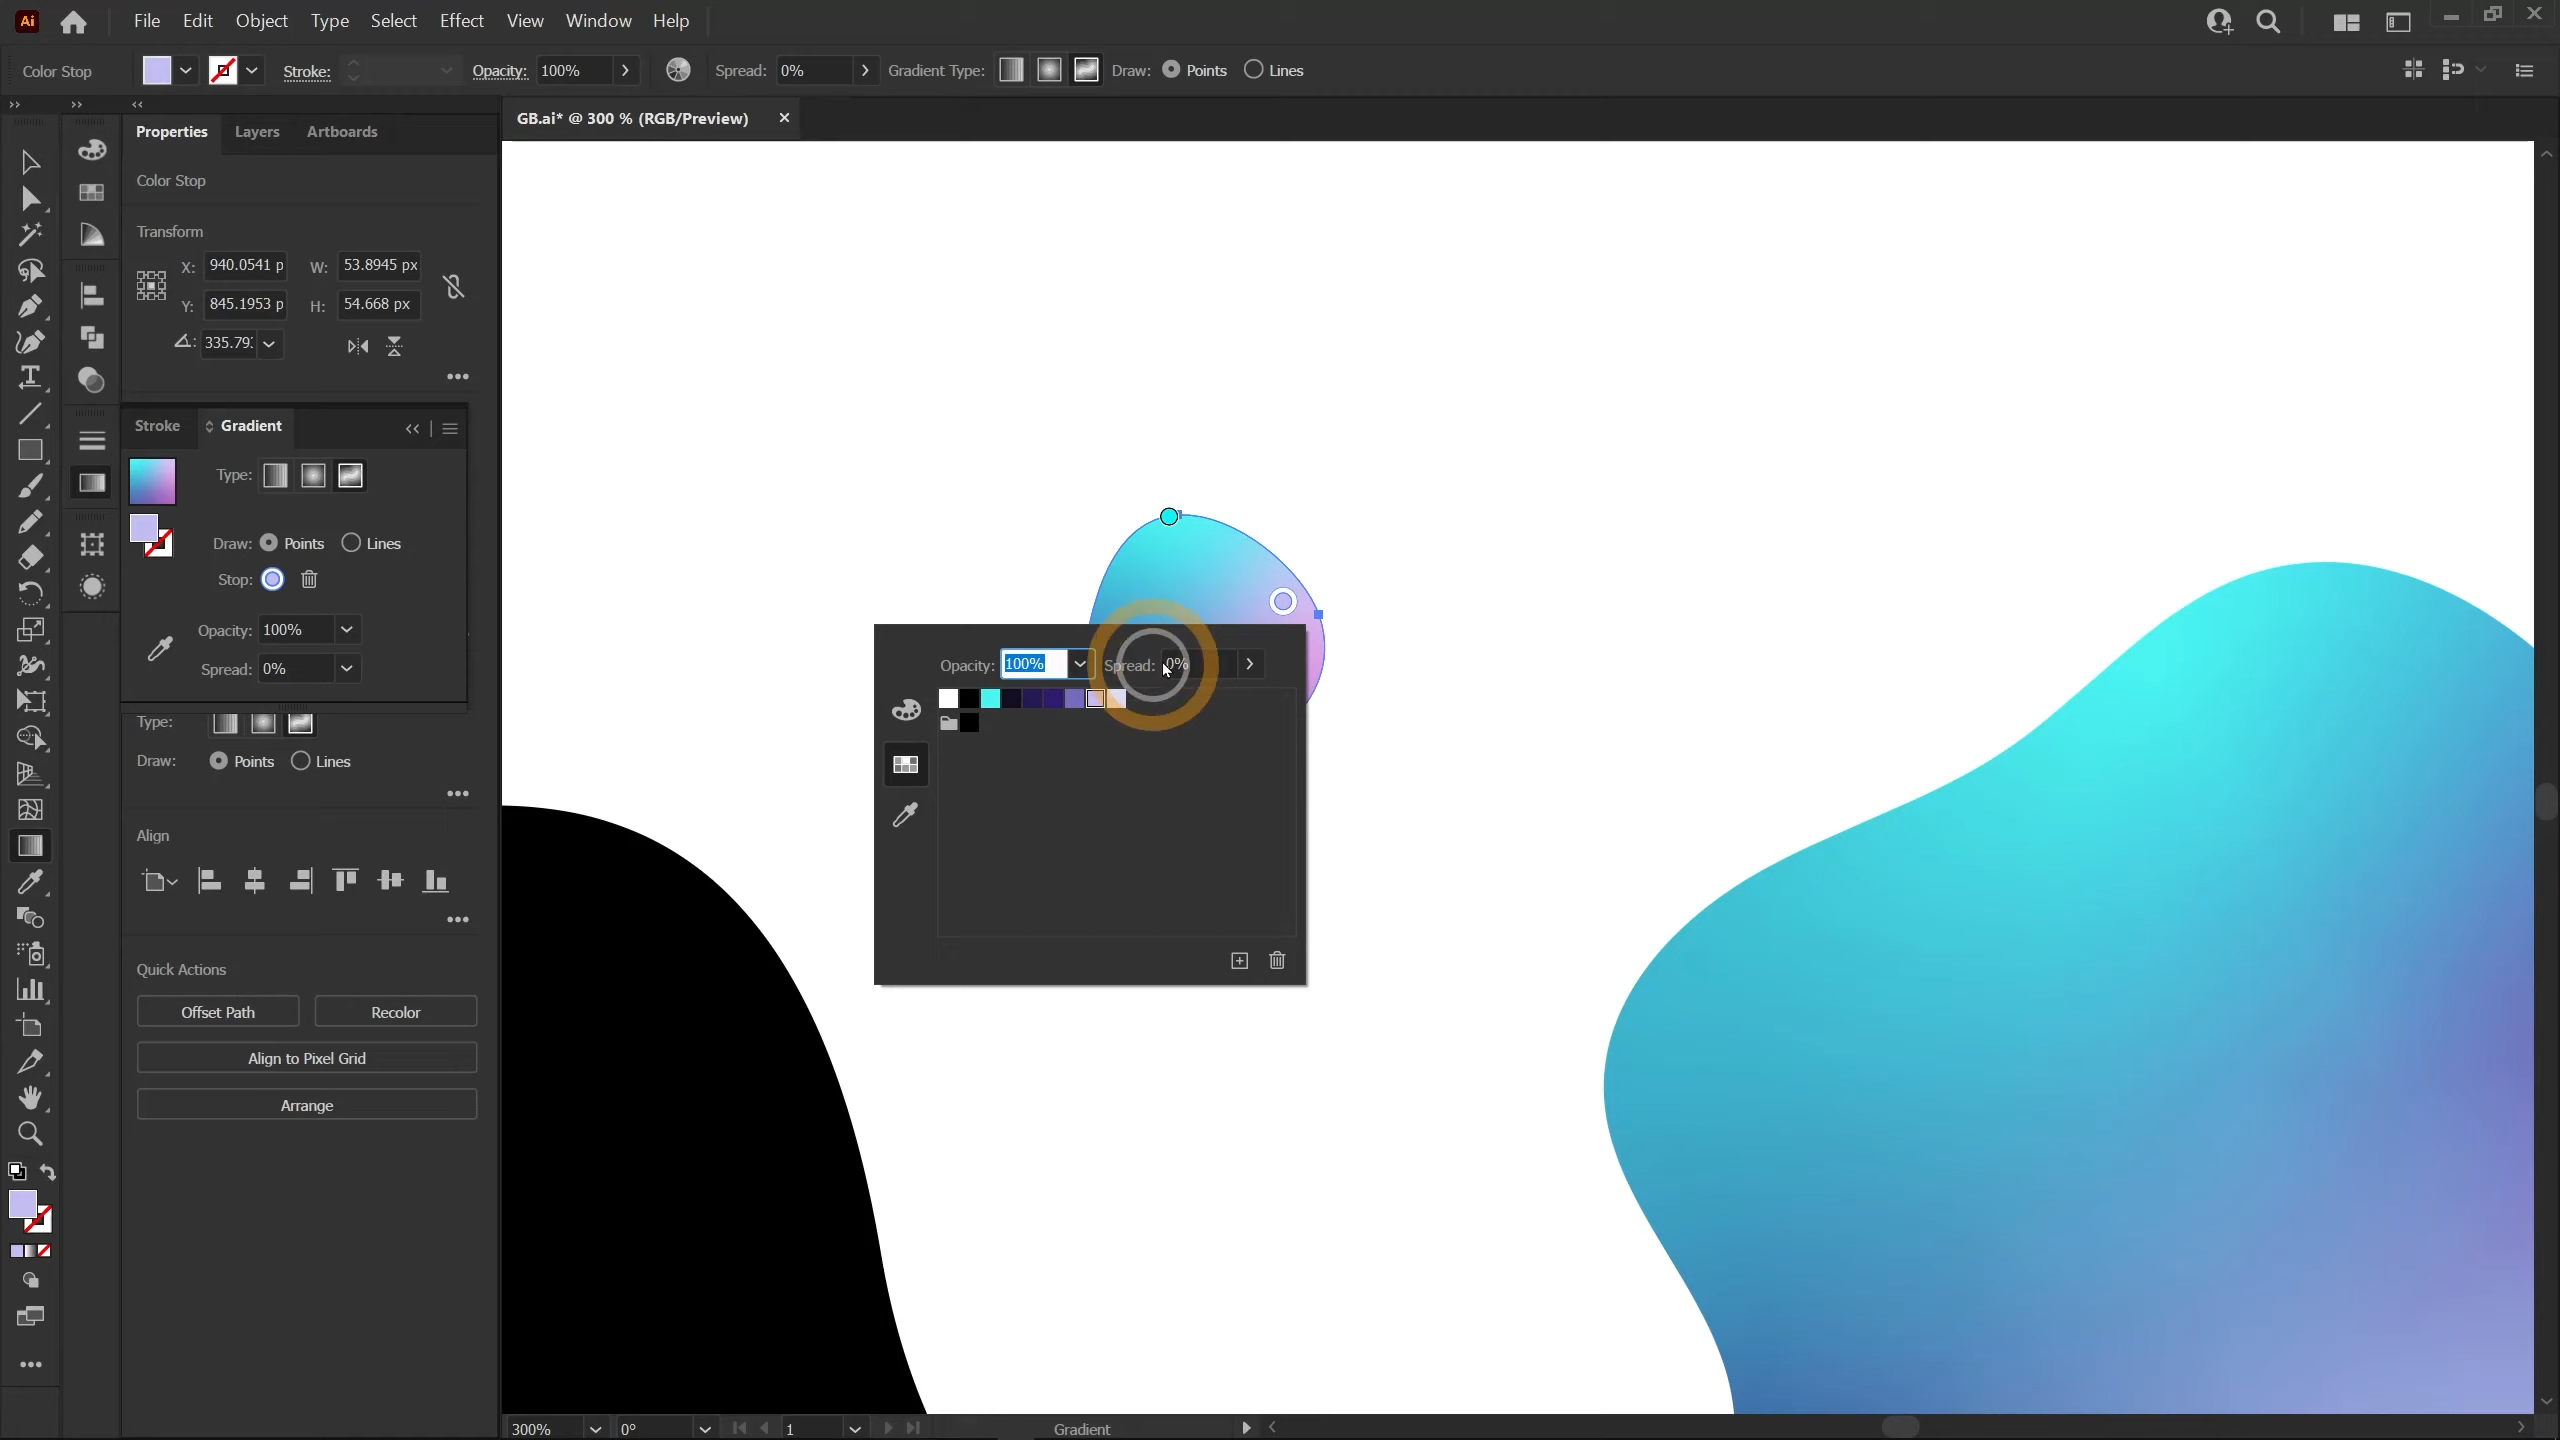 Ai File Edit Object Type Select Effect View Window Help
Color Stop Stroke: Opacity: 100% Spread: 0% Gradient Type: Draw: Points Lines
GB.ai* @ 300 % (RGB/Preview)
Properties Layers Artboards
Color Stop
Transform
X: 940.0541 p W: 53.8945 px
Y: 845.1953 p H: 54.668 px
335.79
Stroke Gradient
Type:
Draw: Points Lines
Stop:
Opacity: 100%
Spread: 0%
Type:
Draw: Points Lines
Align
Quick Actions
Offset Path Recolor
Align to Pixel Grid
Arrange
Opacity: 100% Spread: 0%
300% 0° 1 Gradient